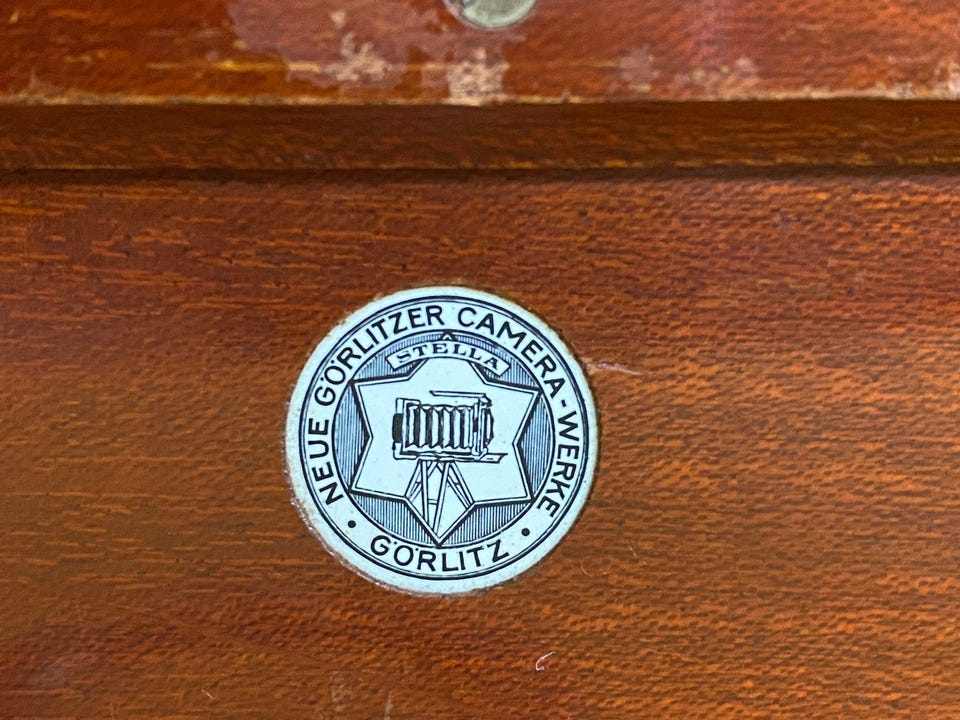 NEUE GÖRLITZER CAMERA-WERKE
STELLA
• GÖRLITZ •